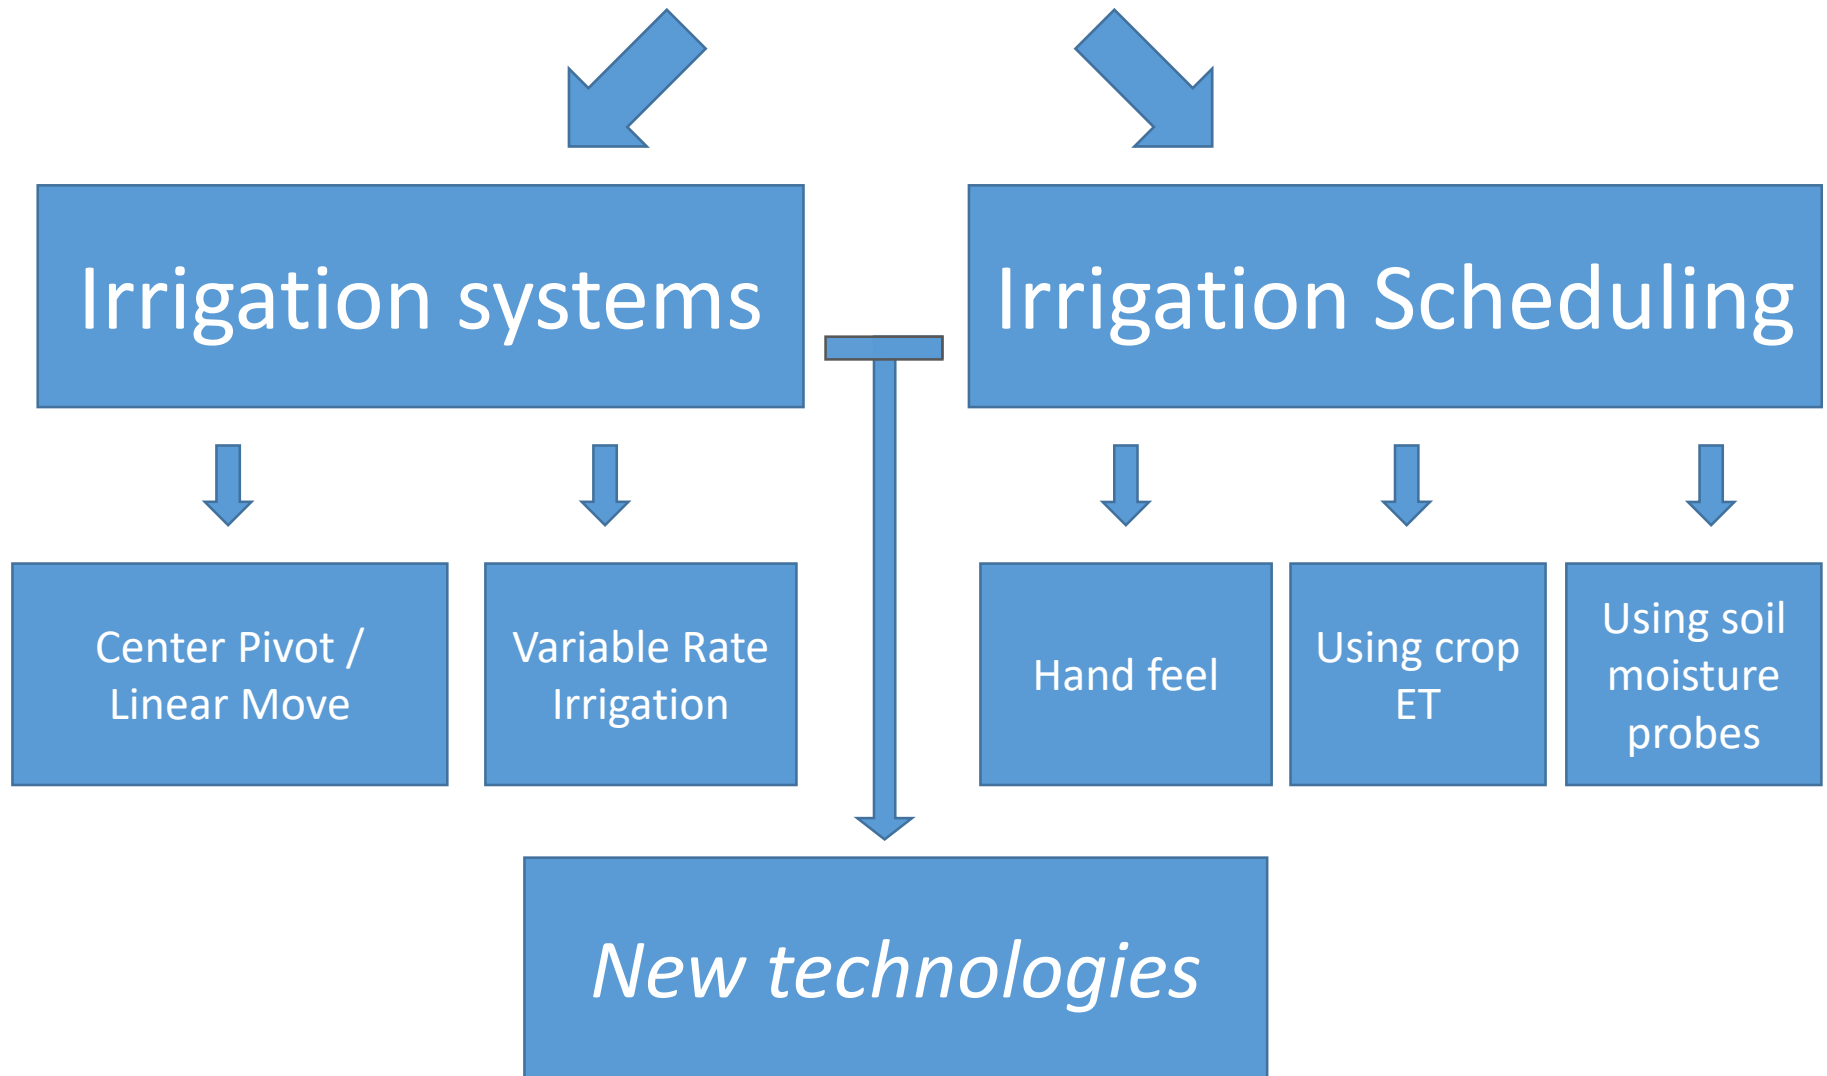 Irrigation systems
Irrigation Scheduling
Center Pivot /
Linear Move
Variable Rate
Irrigation
Hand feel
Using crop
ET
Using soil
moisture
probes
New technologies